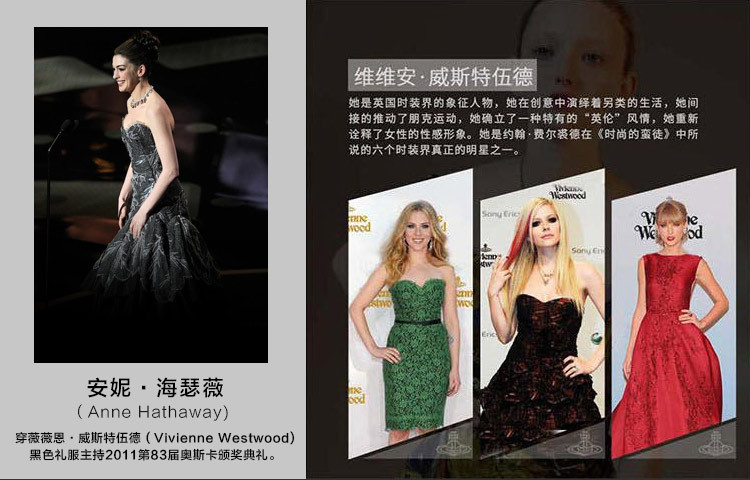 安妮·海瑟薇
(Anne Hathaway)
穿薇薇恩·威斯特伍德(Vivienne Westwood)
黑色礼服主持2011第83届奥斯卡颁奖典礼。
维维安·威斯特伍德
她是英国时装界的象征人物，她在创意中演绎着另类的生活，她间
接的推动了朋克运动，她确立了一种特有的“英伦”风情，她重新
诠释了女性的性感形象。她是约翰·费尔裘德在《时尚的蛮徒》中所
说的六个时装界真正的明星之一。
Vivienne
Westwood
Sony Erics
Sony Eric
Vivienne
Westwood